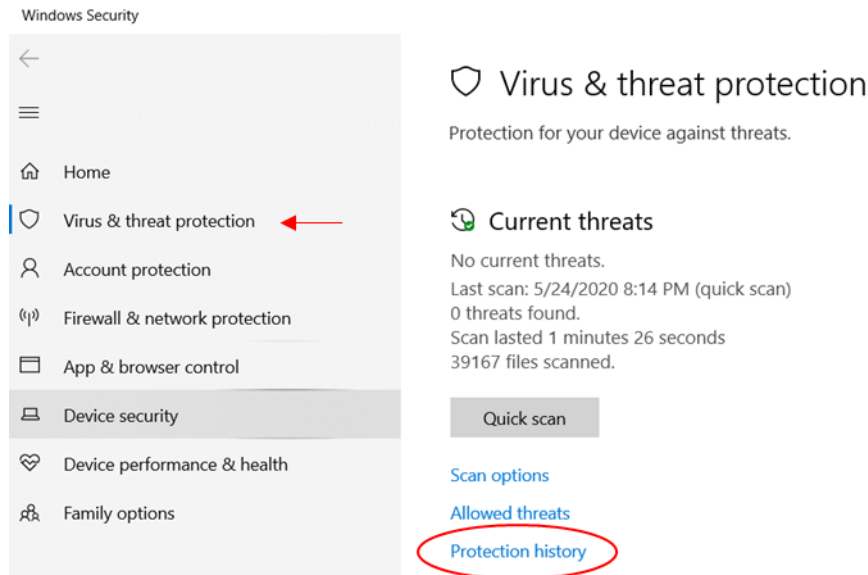 Windows Security
Home
Virus & threat protection
Account protection
Firewall & network protection
App & browser control
Device security
Device performance & health
Family options
Virus & threat protection
Protection for your device against threats.
Current threats
No current threats.
Last scan: 5/24/2020 8:14 PM (quick scan)
0 threats found.
Scan lasted 1 minutes 26 seconds
39167 files scanned.
Quick scan
Scan options
Allowed threats
Protection history